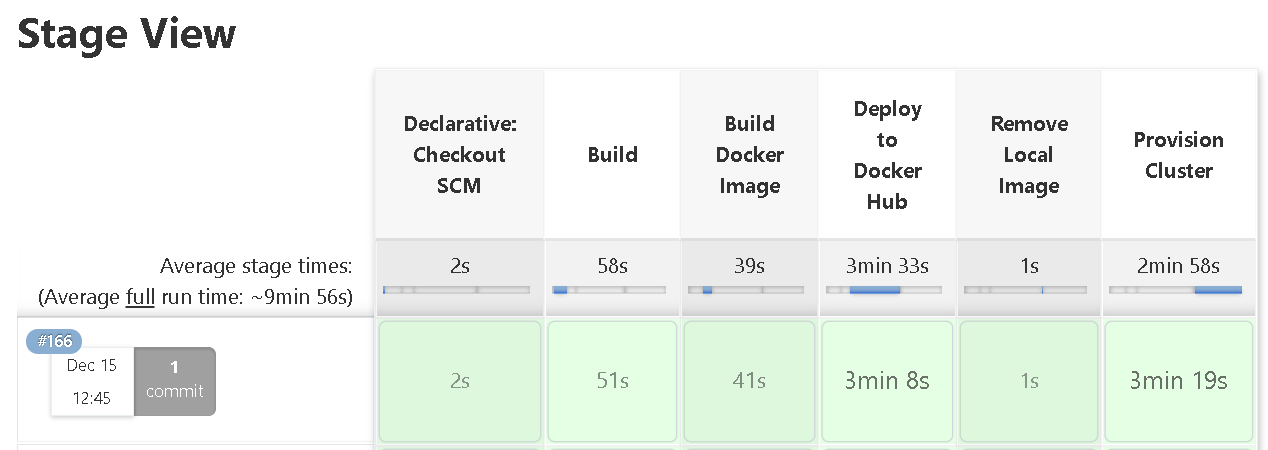 Stage View
Declarative:
Checkout
SCM
Build
Build
Docker
Image
Deploy
to
Docker
Hub
Remove
Local
Image
Provision
Cluster
Average stage times:
(Average full run time: ~9min 56s)
2s
58s
39s
3min 33s
1s
2min 58s
#166
Dec 15
12:45
1
commit
2s
51s
41s
3min 8s
1s
3min 19s